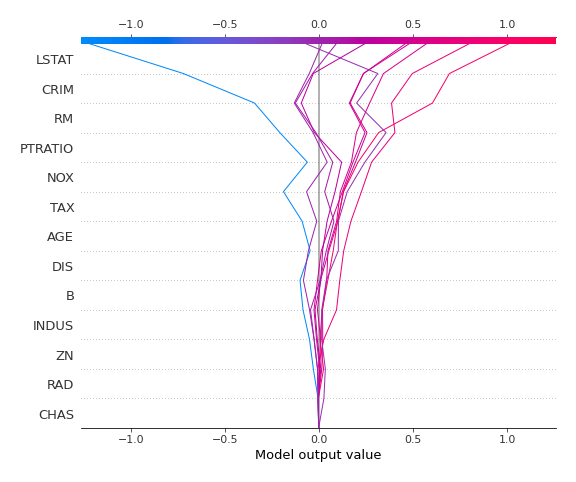 −1.0 −0.5 0.0 0.5 1.0
LSTAT
CRIM
RM
PTRATIO
NOX
TAX
AGE
DIS
B
INDUS
ZN
RAD
CHAS
−1.0 −0.5 0.0 0.5 1.0
Model output value